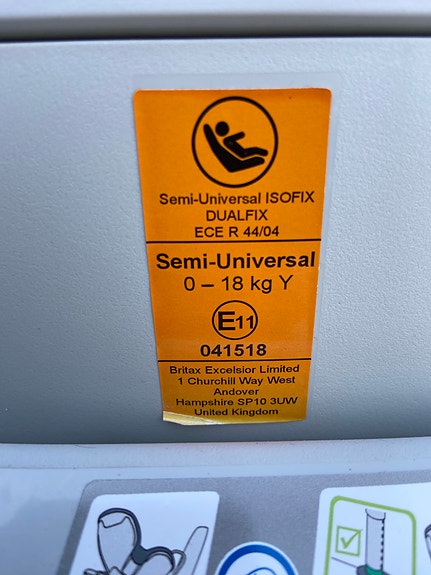 Semi-Universal ISOFIX
DUALFIX
ECE R 44/04
Semi-Universal
0 – 18 kg Y
E11
041518
Britax Excelsior Limited
1 Churchill Way West
Andover
Hampshire SP10 3UW
United Kingdom